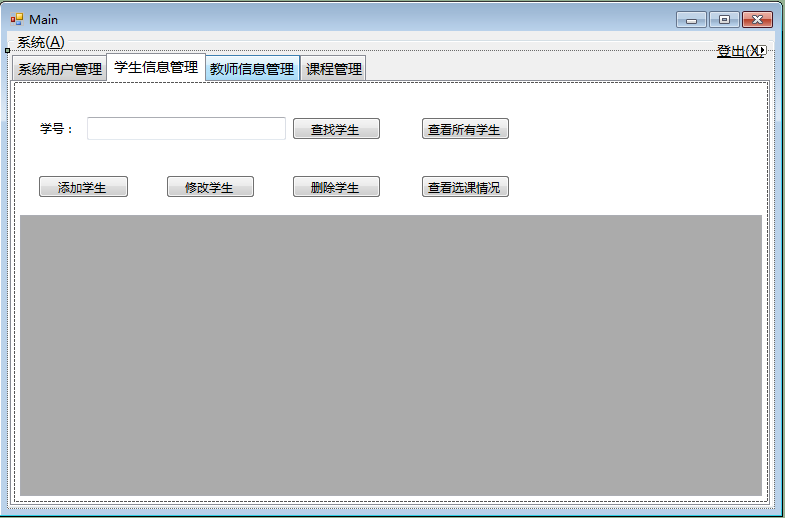 Main
系统(A)
登出(X)
系统用户管理 学生信息管理 教师信息管理 课程管理
学号： 查找学生 查看所有学生
添加学生 修改学生 删除学生 查看选课情况